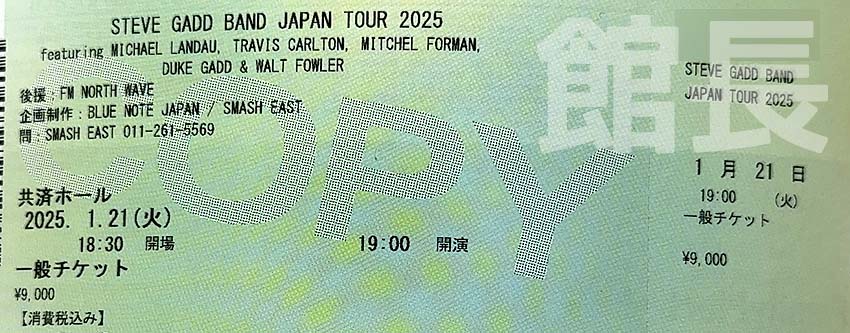 STEVE GADD BAND JAPAN TOUR 2025
featuring MICHAEL LANDAU, TRAVIS CARLTON, MITCHEL FORMAN,
DUKE GADD & WALT FOWLER
後援：FM NORTH WAVE
企画制作：BLUE NOTE JAPAN / SMASH EAST
問：SMASH EAST 011-261-5569
共済ホール
2025. 1.21(火)
18:30 開場 19:00 開演
一般チケット
¥9,000
【消費税込み】
COPY
館長
STEVE GADD BAND
JAPAN TOUR 2025
1 月 21 日
19:00 (火)
一般チケット
¥9,000